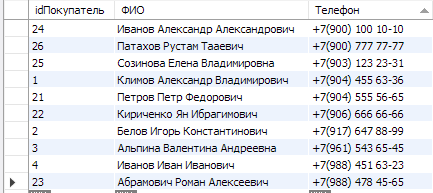 idПокупатель ФИО Телефон
24 Иванов Александр Александрович +7(900) 100 10-10
26 Патахов Рустам Тааевич +7(900) 777 77-77
25 Созинова Елена Владимировна +7(903) 123 23-31
1 Климов Александр Владимирович +7(904) 455 63-36
21 Петров Петр Федорович +7(904) 555 56-65
22 Кириченко Ян Ибрагимович +7(906) 666 66-66
2 Белов Игорь Константинович +7(917) 647 88-99
3 Альпина Валентина Андреевна +7(961) 543 65-45
4 Иванов Иван Иванович +7(988) 451 63-23
23 Абрамович Роман Алексеевич +7(988) 478 45-65